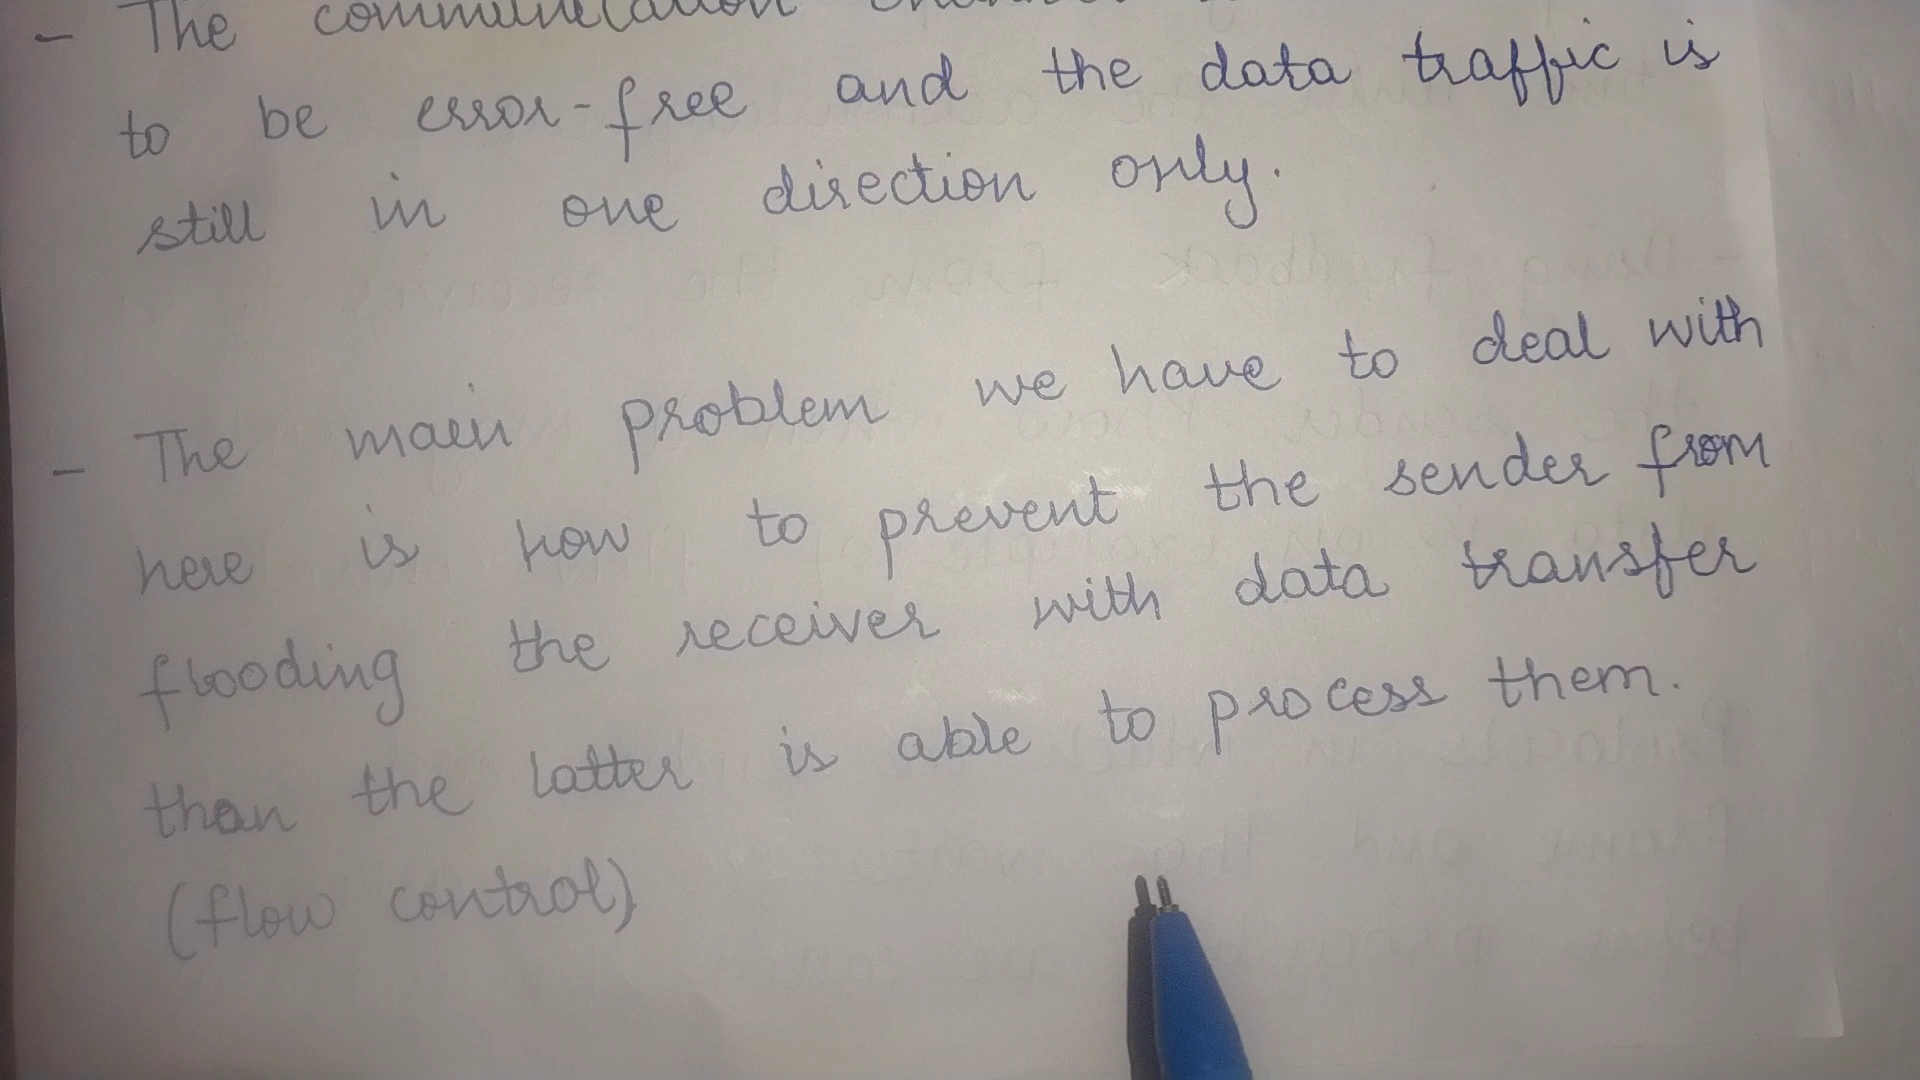 - The communication
to be error-free and the data traffic is
still in one direction only.
- The main problem we have to deal with
here is how to prevent the sender from
flooding the receiver with data transfer
than the latter is able to process them.
(flow control)